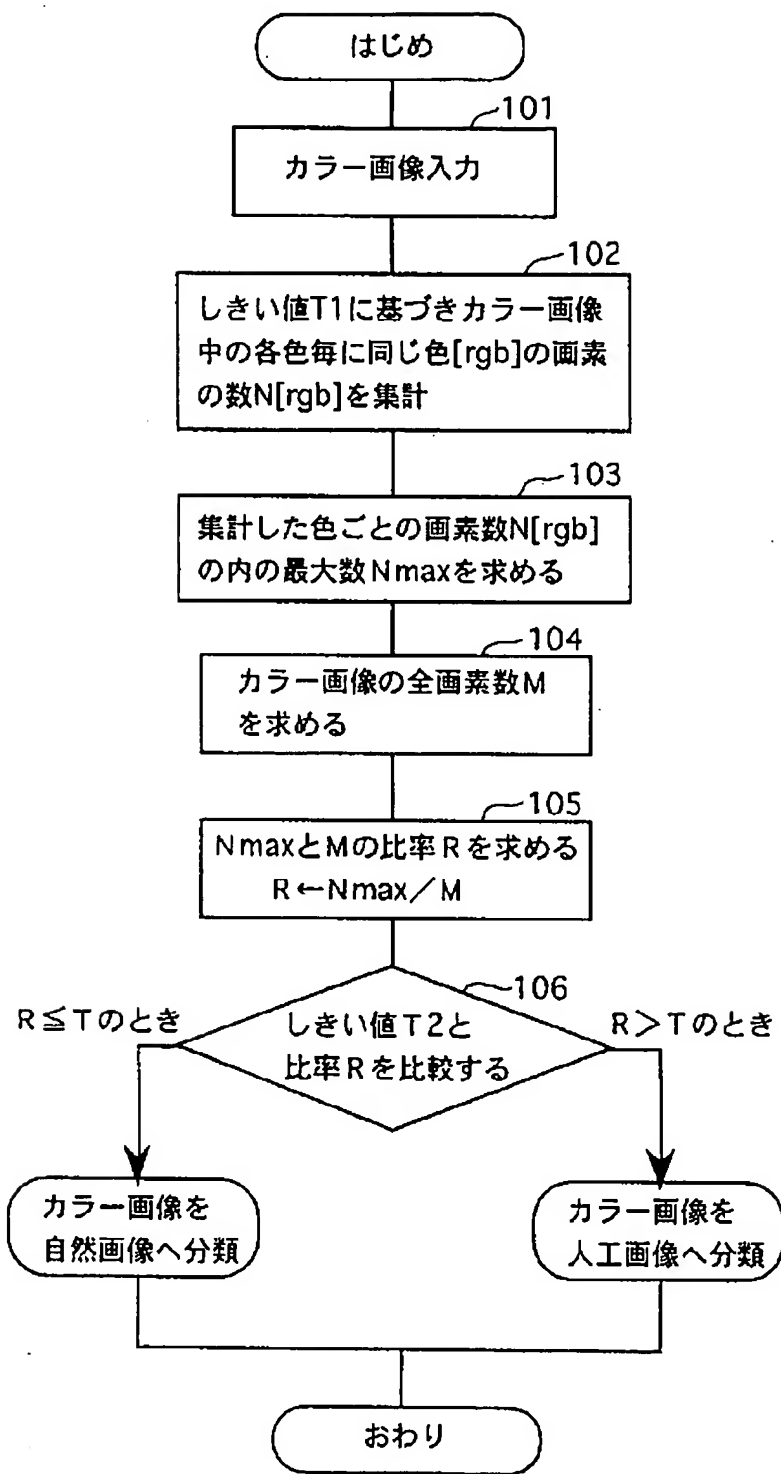 はじめ
101
カラー画像入力
102
しきい値T1に基づきカラー画像
中の各色毎に同じ色[rgb]の画素
の数N[rgb]を集計
103
集計した色ごとの画素数N[rgb]
の内の最大数Nmaxを求める
104
カラー画像の全画素数M
を求める
105
NmaxとMの比率Rを求める
R←Nmax／M
106
R≦Tのとき
しきい値T2と
比率Rを比較する
R＞Tのとき
カラー画像を
自然画像へ分類
カラー画像を
人工画像へ分類
おわり